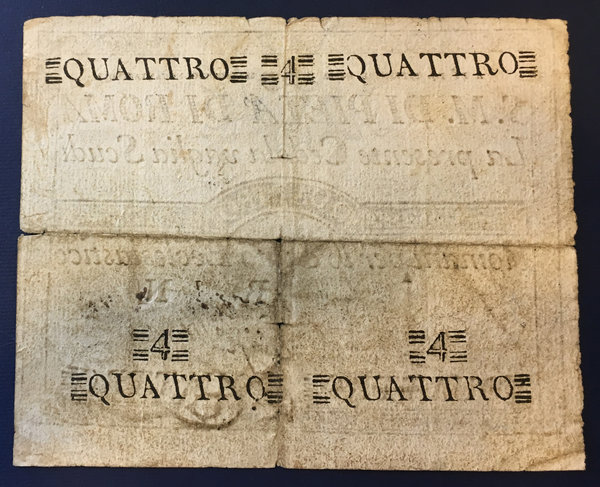 QUATTRO 4 QUATTRO
S. M. DI PIETA' DI ROMA
La presente Cedola vaglia Scudi
4 4
QUATTRO QUATTRO